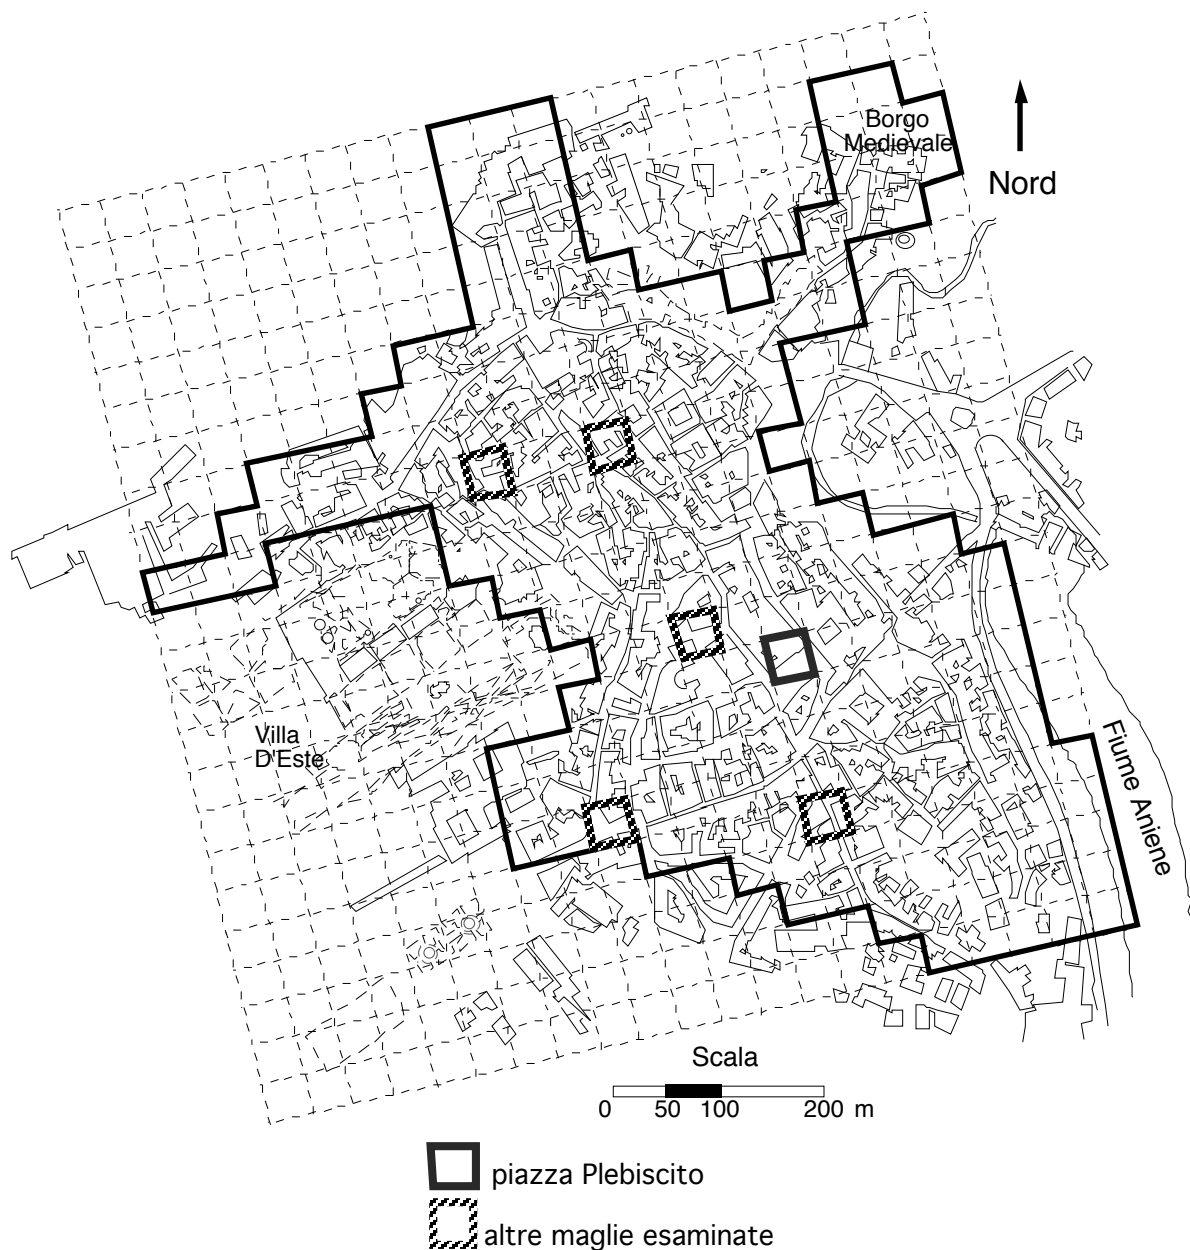 Borgo
Medievale
Nord
Villa
D'Este
Fiume Aniene
Scala
0 50 100 200 m
piazza Plebiscito
altre maglie esaminate